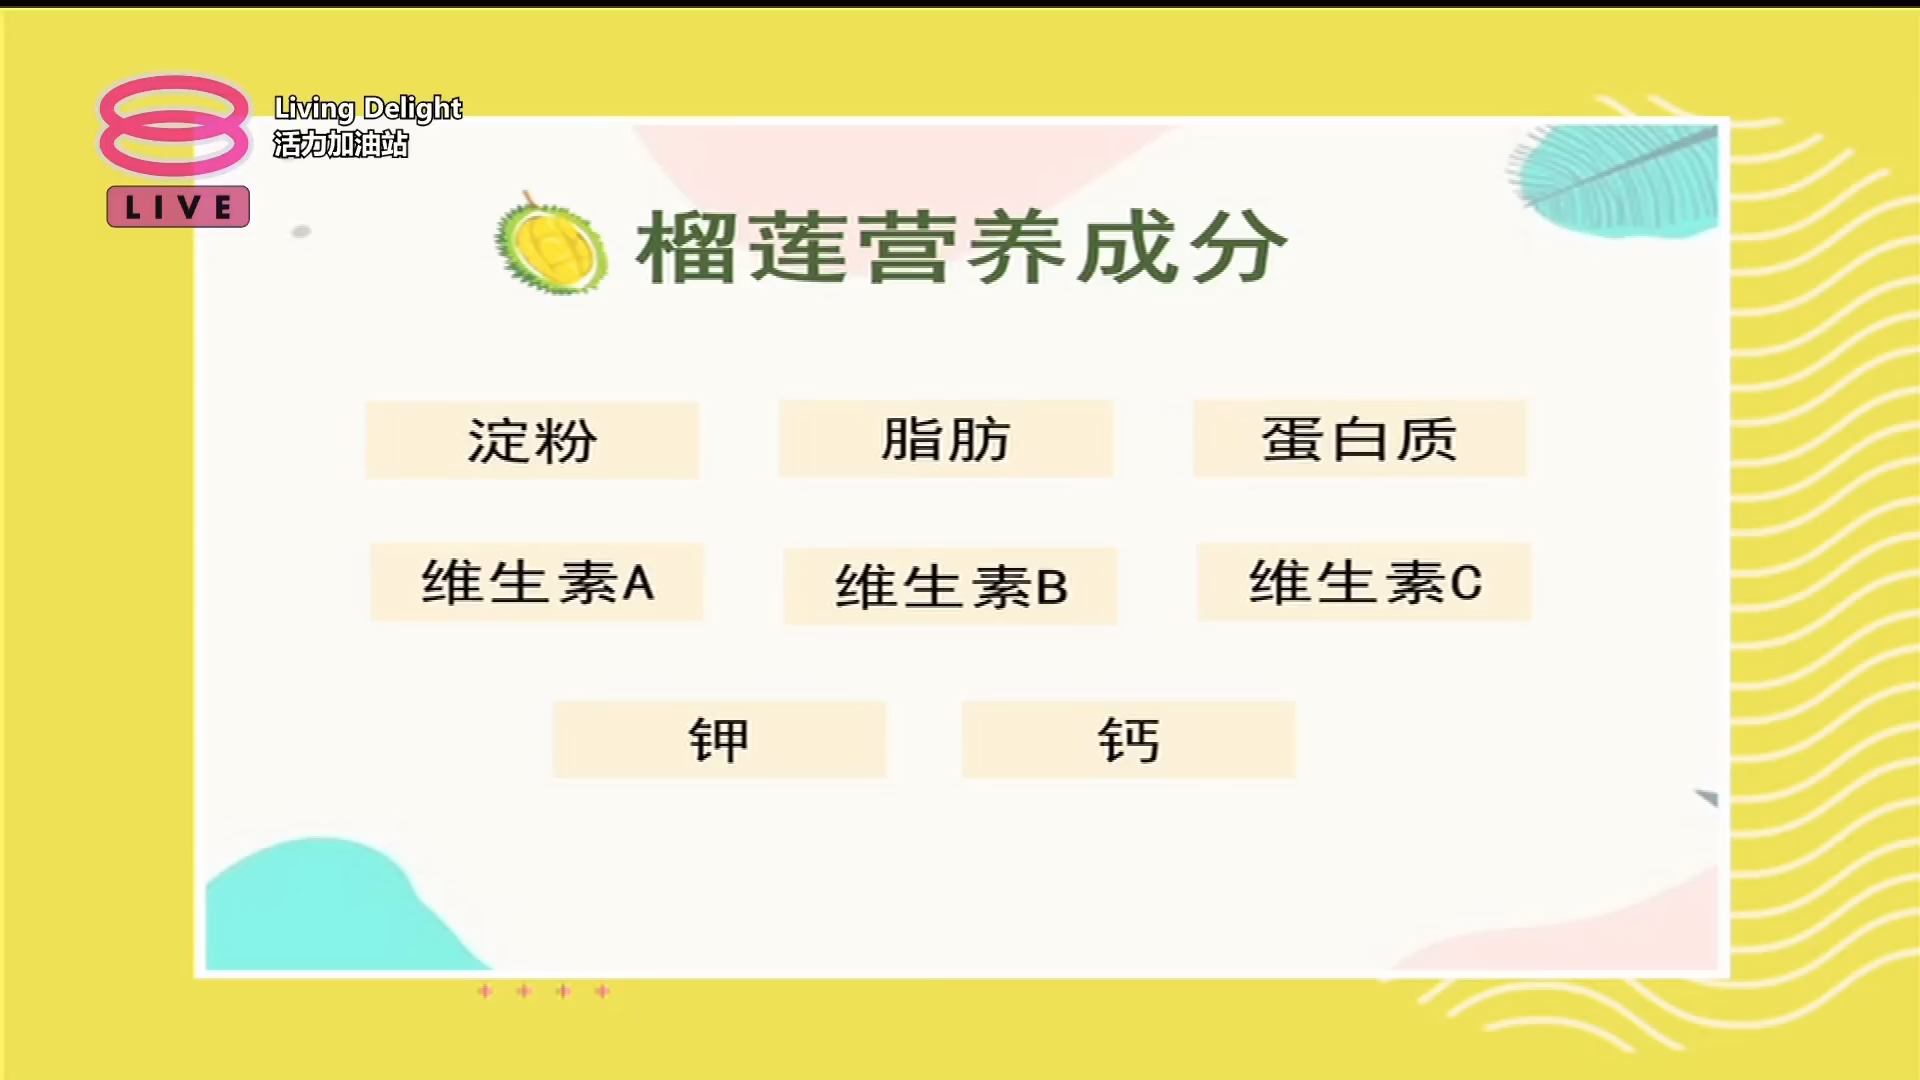 Living Delight
活力加油站
LIVE
榴莲营养成分
淀粉
脂肪
蛋白质
维生素A
维生素B
维生素C
钾
钙